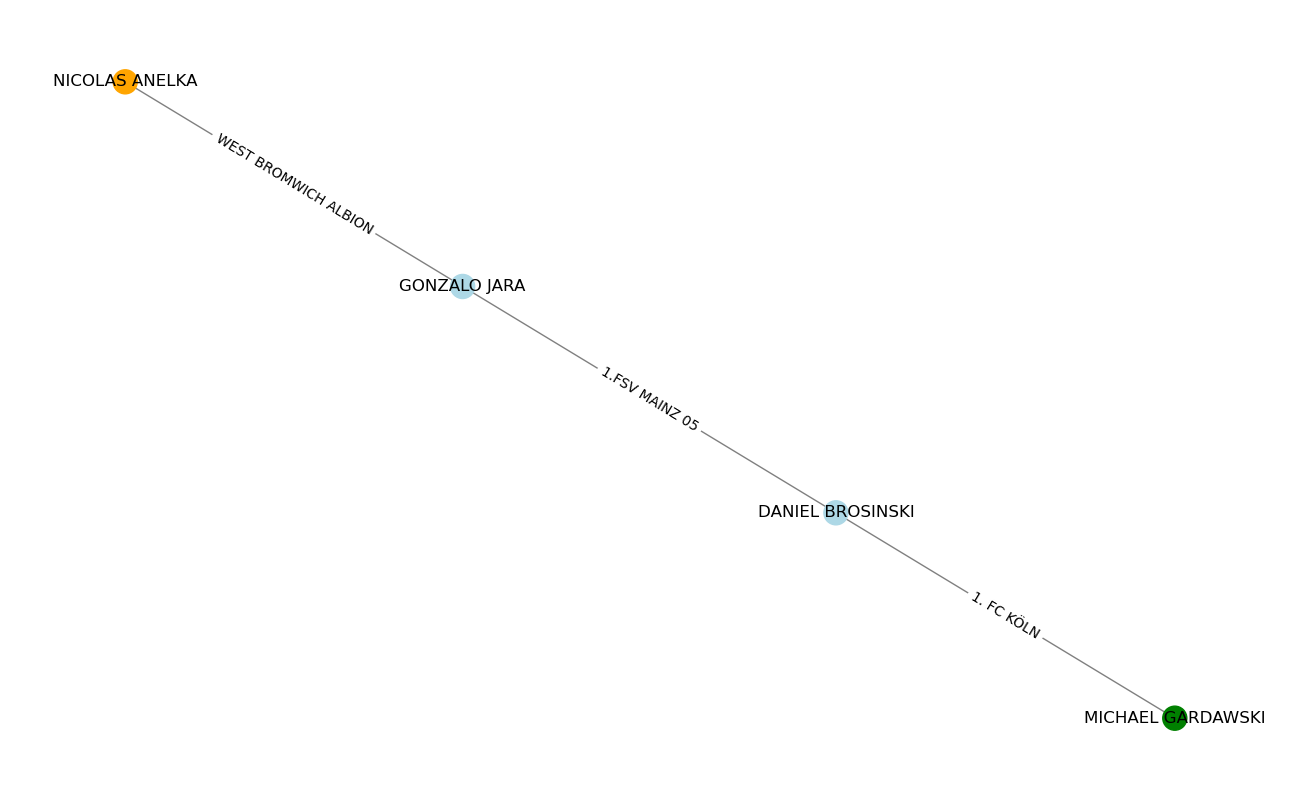 NICOLAS ANELKA
WEST BROMWICH ALBION
GONZALO JARA
1.FSV MAINZ 05
DANIEL BROSINSKI
1. FC KÖLN
MICHAEL GARDAWSKI